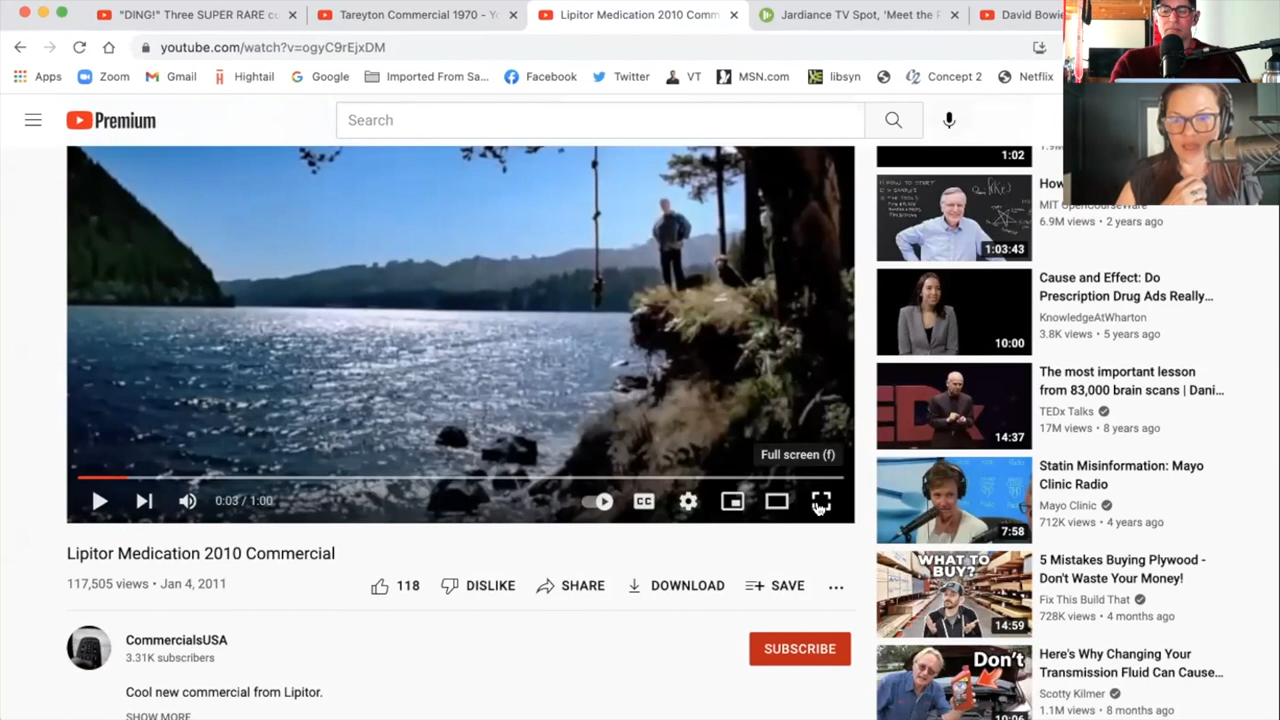 "DING!" Three SUPER RARE c
Tareyton Commercial 1970 - Y
Lipitor Medication 2010 Comm
Jardiance TV Spot, 'Meet the
David Bowie
youtube.com/watch?v=ogyC9rEjxDM
Apps
Zoom
Gmail
Hightail
Google
Imported From Sa...
Facebook
Twitter
VT
MSN.com
libsyn
Concept 2
Netflix
Premium
Search
1:02
How
MIT OpenCourseWare
6.9M views • 2 years ago
1:03:43
Cause and Effect: Do
Prescription Drug Ads Really...
KnowledgeAtWharton
3.8K views • 5 years ago
10:00
The most important lesson
from 83,000 brain scans | Dani...
TEDx Talks
17M views • 8 years ago
14:37
Full screen (f)
0:03 / 1:00
CC
Statin Misinformation: Mayo
Clinic Radio
Mayo Clinic
712K views • 4 years ago
7:58
Lipitor Medication 2010 Commercial
117,505 views • Jan 4, 2011
118
DISLIKE
SHARE
DOWNLOAD
SAVE
WHAT TO
BUY?
5 Mistakes Buying Plywood -
Don't Waste Your Money!
Fix This Build That
728K views • 4 months ago
14:59
CommercialsUSA
3.31K subscribers
SUBSCRIBE
Cool new commercial from Lipitor.
SHOW MORE
Don't
Here's Why Changing Your
Transmission Fluid Can Cause...
Scotty Kilmer
1.1M views • 8 months ago
10:06